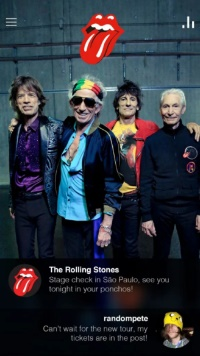 The Rolling Stones
Stage check in São Paulo, see you
tonight in your ponchos!
randompete
Can't wait for the new tour, my
tickets are in the post!